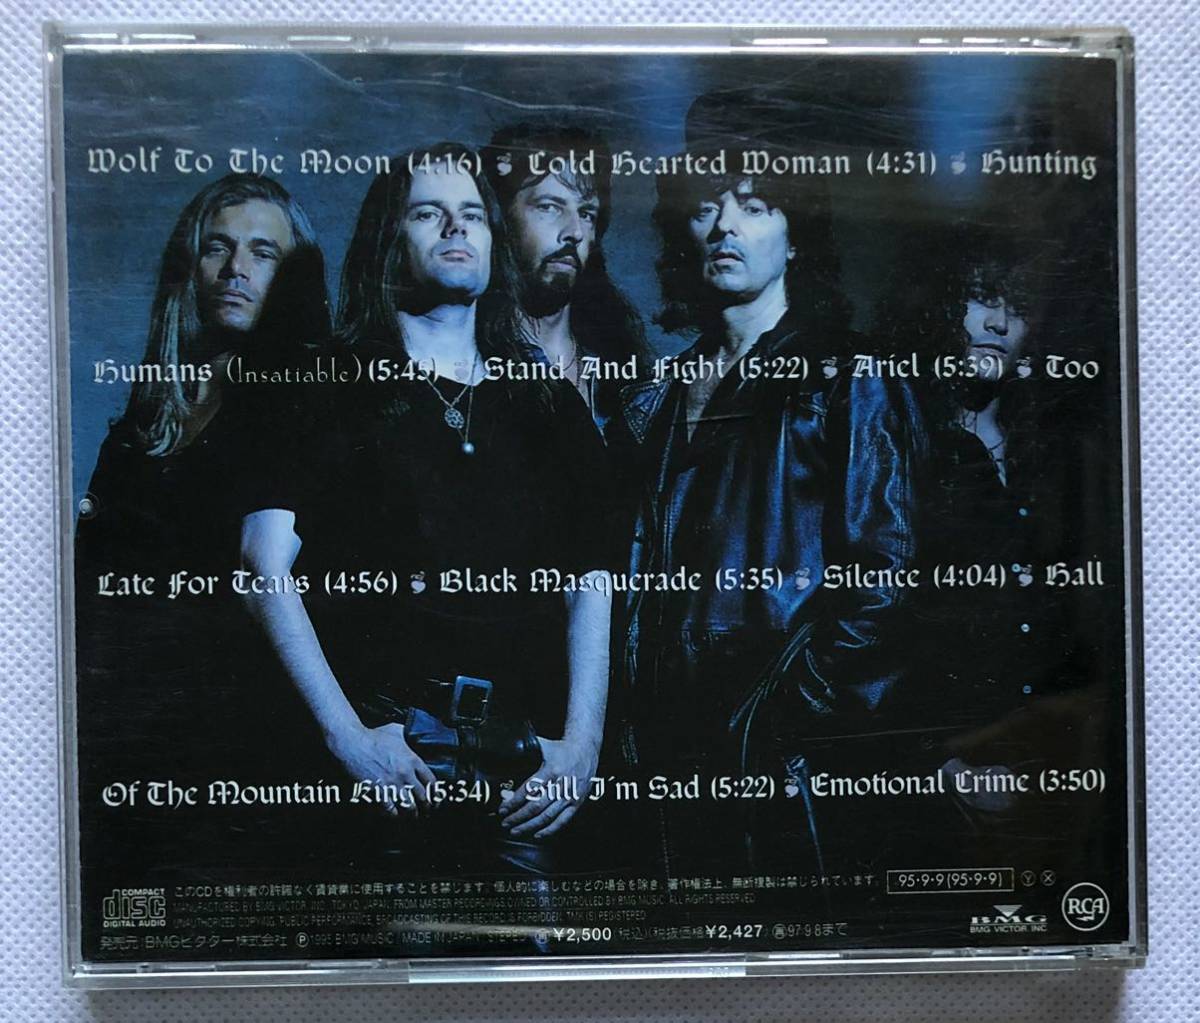 Wolf To The Moon (4:16) Cold Hearted Woman (4:31) Hunting
Humans (Insatiable) (5:45) Stand And Fight (5:22) Ariel (5:39) Too
Late For Tears (4:56) Black Masquerade (5:35) Silence (4:04) Hall
Of The Mountain King (5:34) Still I'm Sad (5:22) Emotional Crime (3:50)
COMPACT disc DIGITAL AUDIO
このCDを権利者の許諾なく賃貸業に使用することを禁じます。個人的に楽しむなどの場合を除き、著作権法上、無断複製は禁じられています。
95・9・9 (95・9・9) Ⓨ Ⓧ
MANUFACTURED BY BMG VICTOR, INC., TOKYO, JAPAN. FROM MASTER RECORDINGS OWNED OR CONTROLLED BY BMG MUSIC. ALL RIGHTS RESERVED
UNAUTHORIZED COPYING, PUBLIC PERFORMANCE, BROADCASTING OF THIS RECORD IS FORBIDDEN. TMK (S) REGISTERED
発売元:BMGビクター株式会社 Ⓟ 1995 BMG MUSIC / MADE IN JAPAN STEREO ¥2,500 (税込)(税抜価格¥2,427) 97・9・8まで
BMG
BMG VICTOR, INC.
RCA